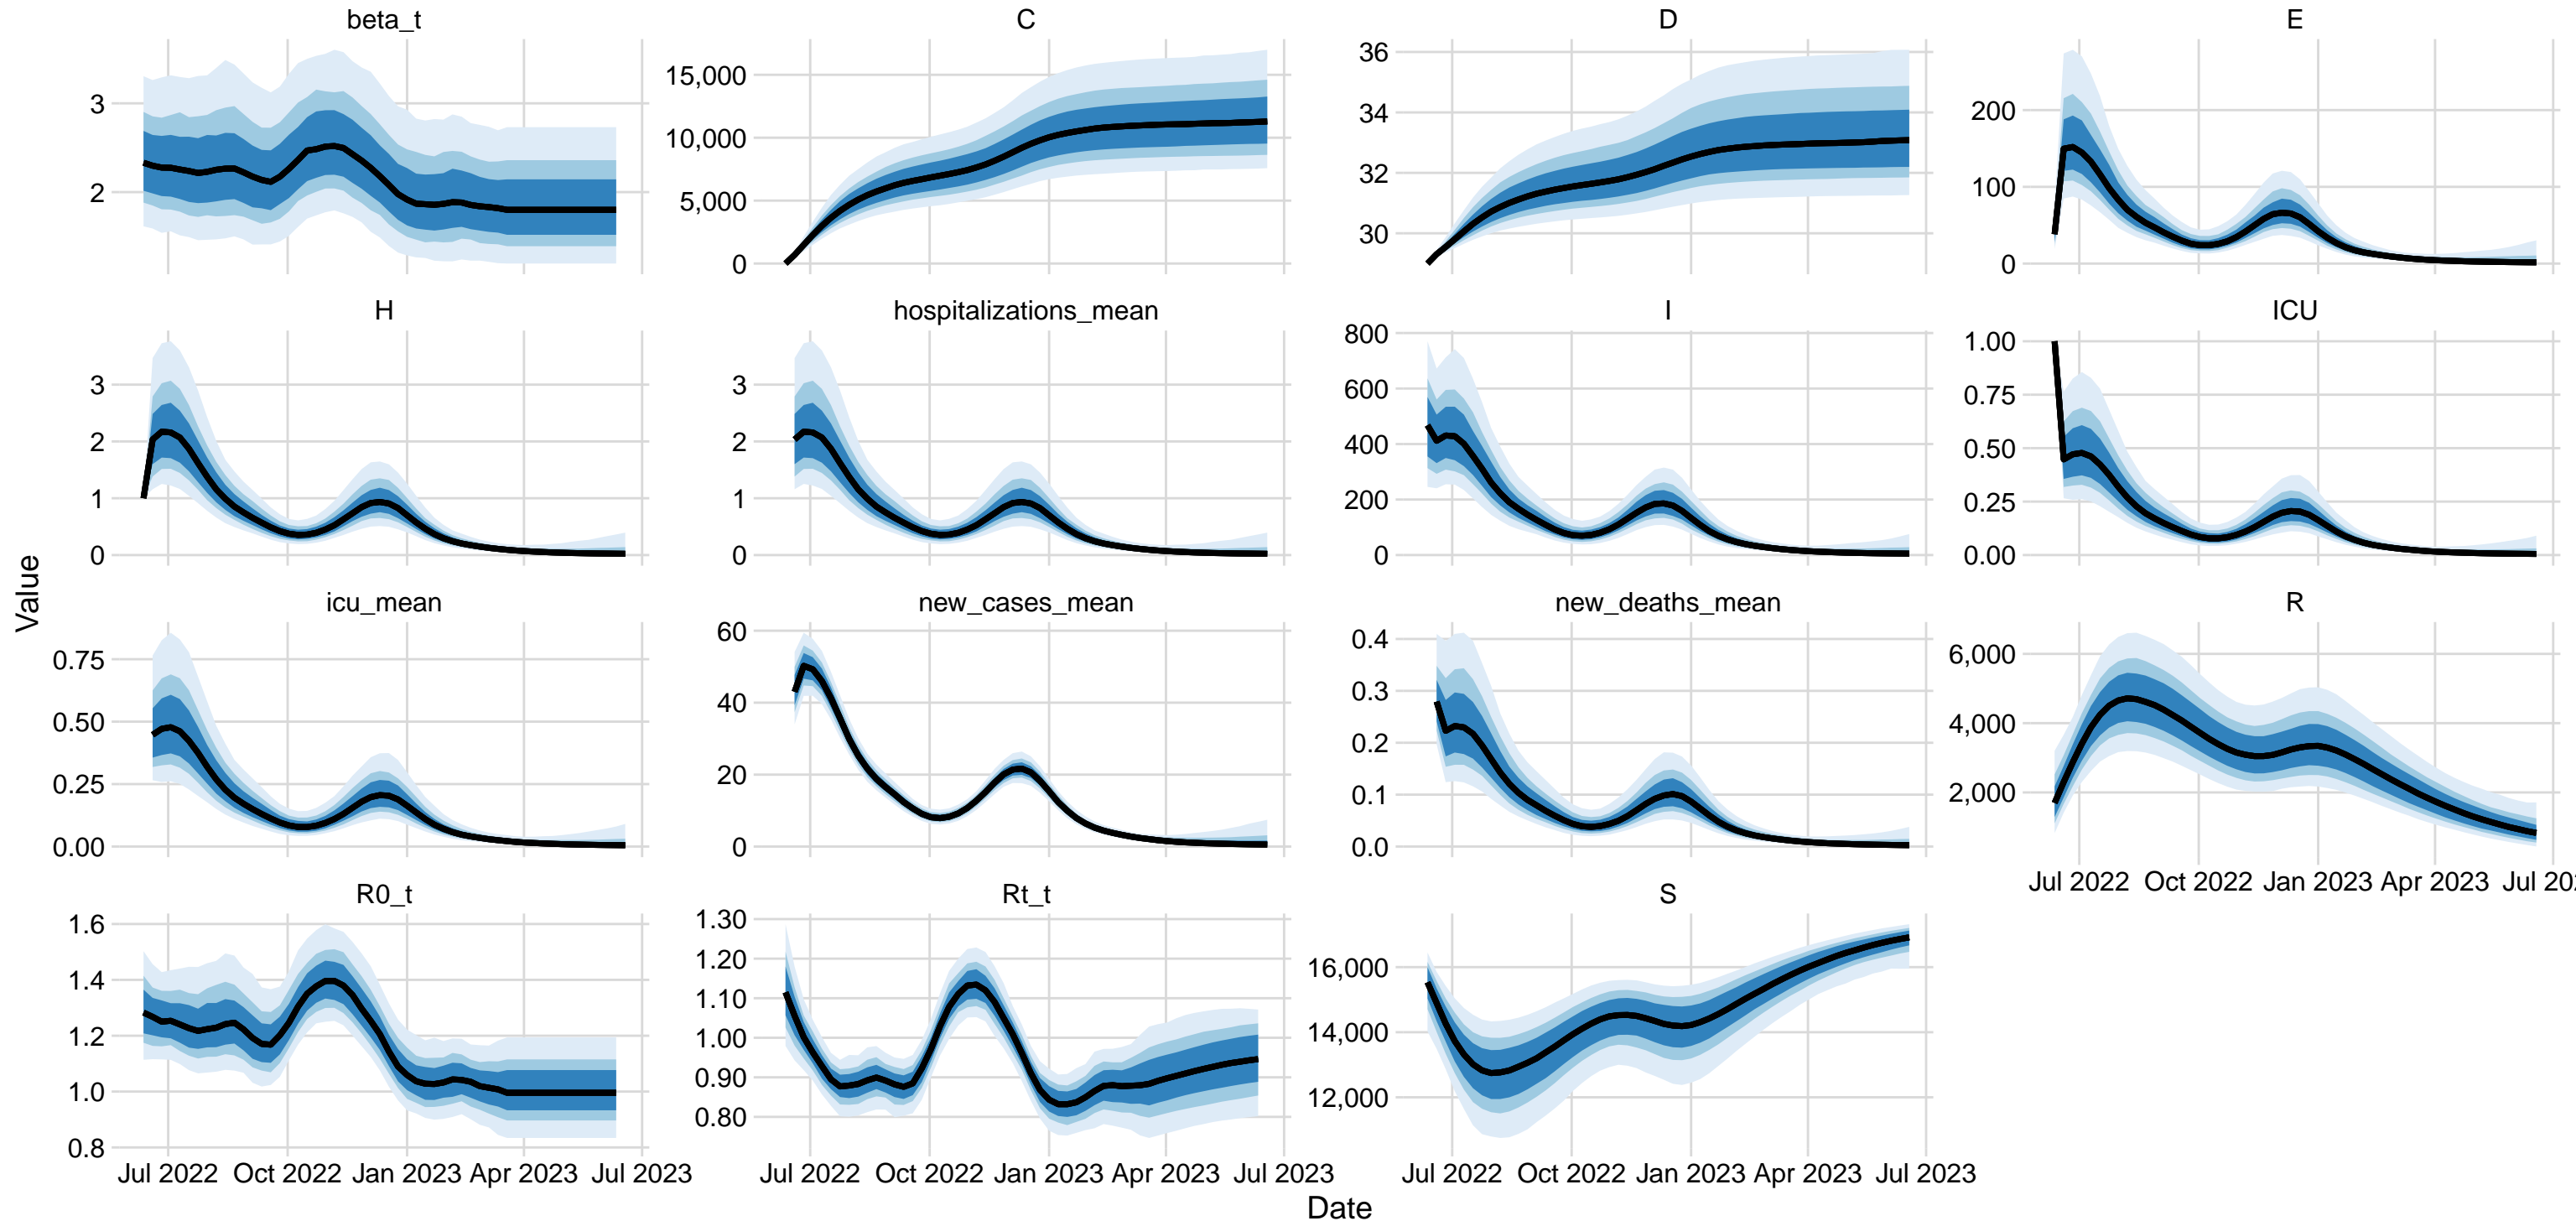 beta_t
C
D
E
3
2
15,000
10,000
5,000
0
36
34
32
30
200
100
0
H
hospitalizations_mean
I
ICU
3
2
1
0
3
2
1
0
800
600
400
200
0
1.00
0.75
0.50
0.25
0.00
Value
icu_mean
new_cases_mean
new_deaths_mean
R
0.75
0.50
0.25
0.00
60
40
20
0
0.4
0.3
0.2
0.1
0.0
6,000
4,000
2,000
Jul 2022 Oct 2022 Jan 2023 Apr 2023 Jul 202
R0_t
Rt_t
S
1.6
1.4
1.2
1.0
0.8
1.30
1.20
1.10
1.00
0.90
0.80
16,000
14,000
12,000
Jul 2022 Oct 2022 Jan 2023 Apr 2023 Jul 2023
Jul 2022 Oct 2022 Jan 2023 Apr 2023 Jul 2023
Jul 2022 Oct 2022 Jan 2023 Apr 2023 Jul 2023
Date